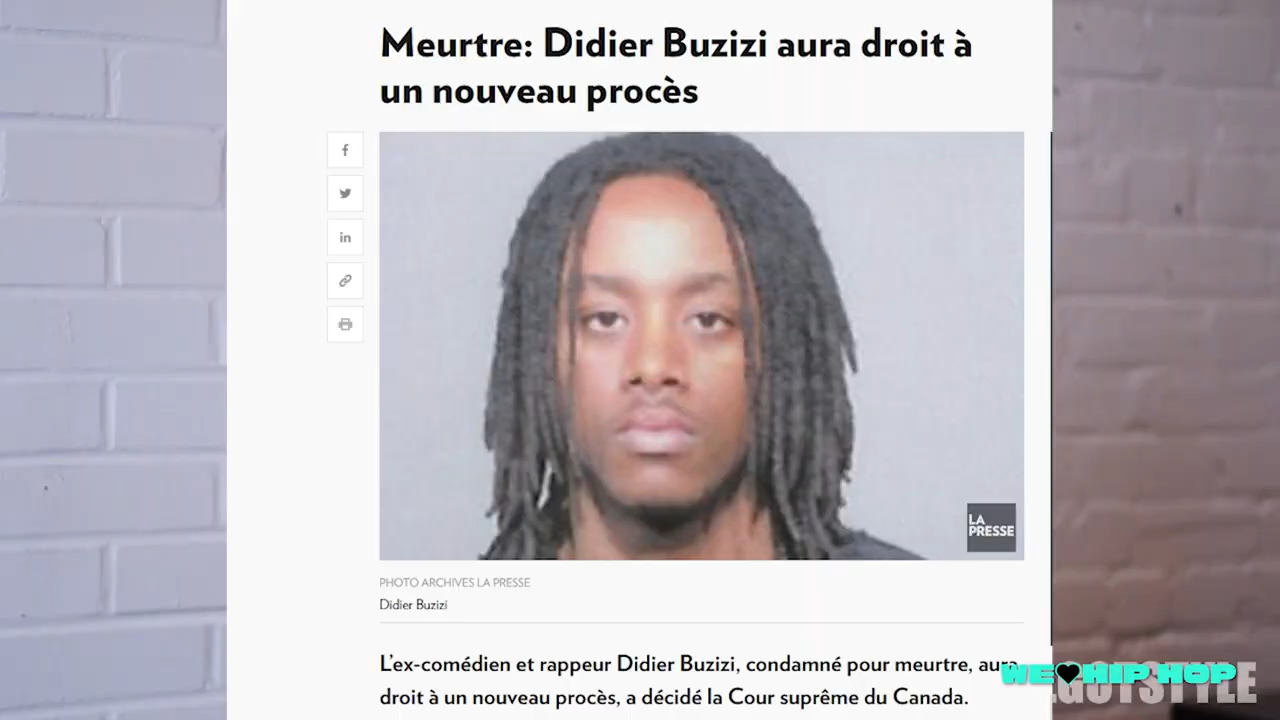 Meurtre: Didier Buzizi aura droit à
un nouveau procès
f
in
LA
PRESSE
PHOTO ARCHIVES LA PRESSE
Didier Buzizi
L'ex-comédien et rappeur Didier Buzizi, condamné pour meurtre, aura
droit à un nouveau procès, a décidé la Cour suprême du Canada.
WE HIP HOP